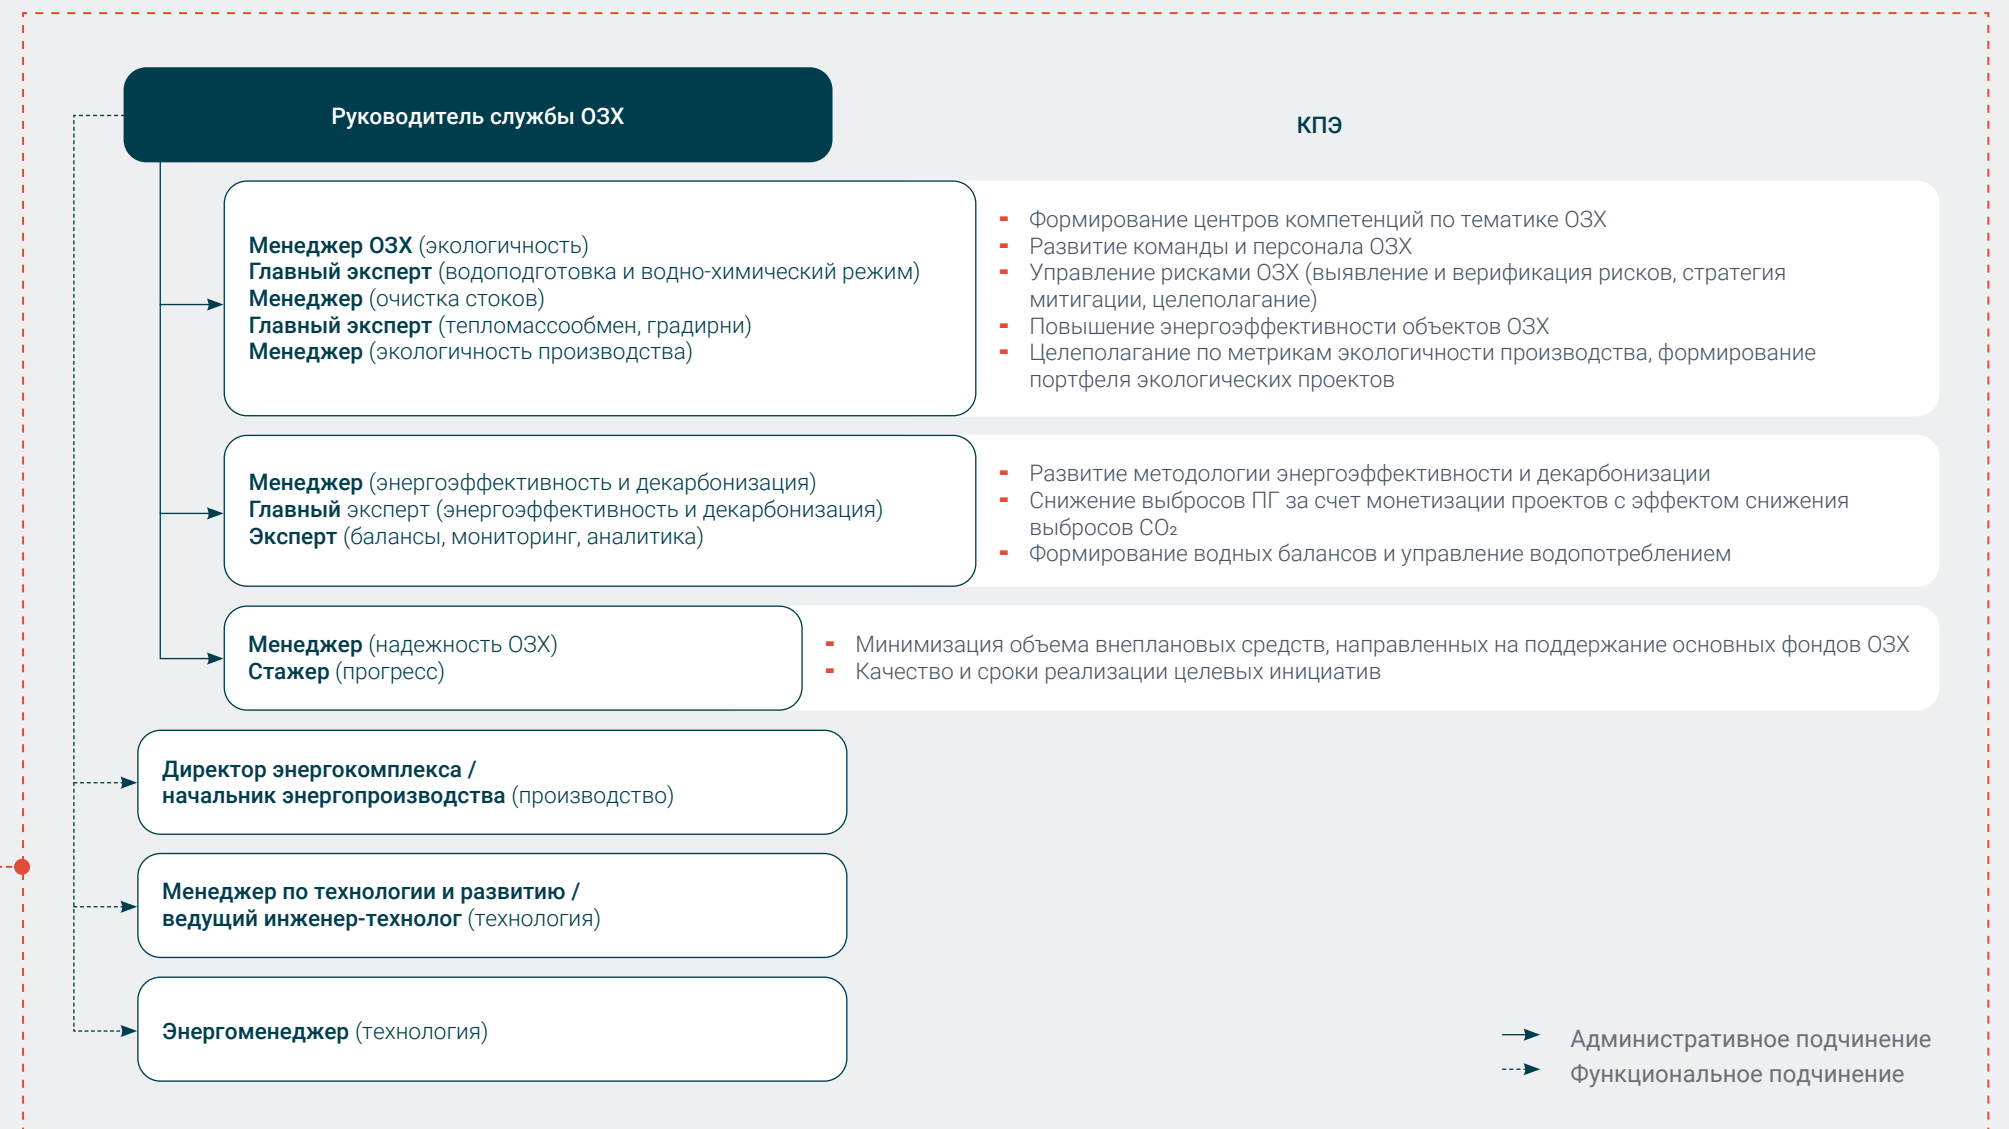 Руководитель службы ОЗХ
КПЭ
Менеджер ОЗХ (экологичность)
Главный эксперт (водоподготовка и водно-химический режим)
Менеджер (очистка стоков)
Главный эксперт (тепломассообмен, градирни)
Менеджер (экологичность производства)
- Формирование центров компетенций по тематике ОЗХ
- Развитие команды и персонала ОЗХ
- Управление рисками ОЗХ (выявление и верификация рисков, стратегия
митигации, целеполагание)
- Повышение энергоэффективности объектов ОЗХ
- Целеполагание по метрикам экологичности производства, формирование
портфеля экологических проектов
Менеджер (энергоэффективность и декарбонизация)
Главный эксперт (энергоэффективность и декарбонизация)
Эксперт (балансы, мониторинг, аналитика)
- Развитие методологии энергоэффективности и декарбонизации
- Снижение выбросов ПГ за счет монетизации проектов с эффектом снижения
выбросов CO₂
- Формирование водных балансов и управление водопотреблением
Менеджер (надежность ОЗХ)
Стажер (прогресс)
- Минимизация объема внеплановых средств, направленных на поддержание основных фондов ОЗХ
- Качество и сроки реализации целевых инициатив
Директор энергокомплекса /
начальник энергопроизводства (производство)
Менеджер по технологии и развитию /
ведущий инженер-технолог (технология)
Энергоменеджер (технология)
Административное подчинение
Функциональное подчинение